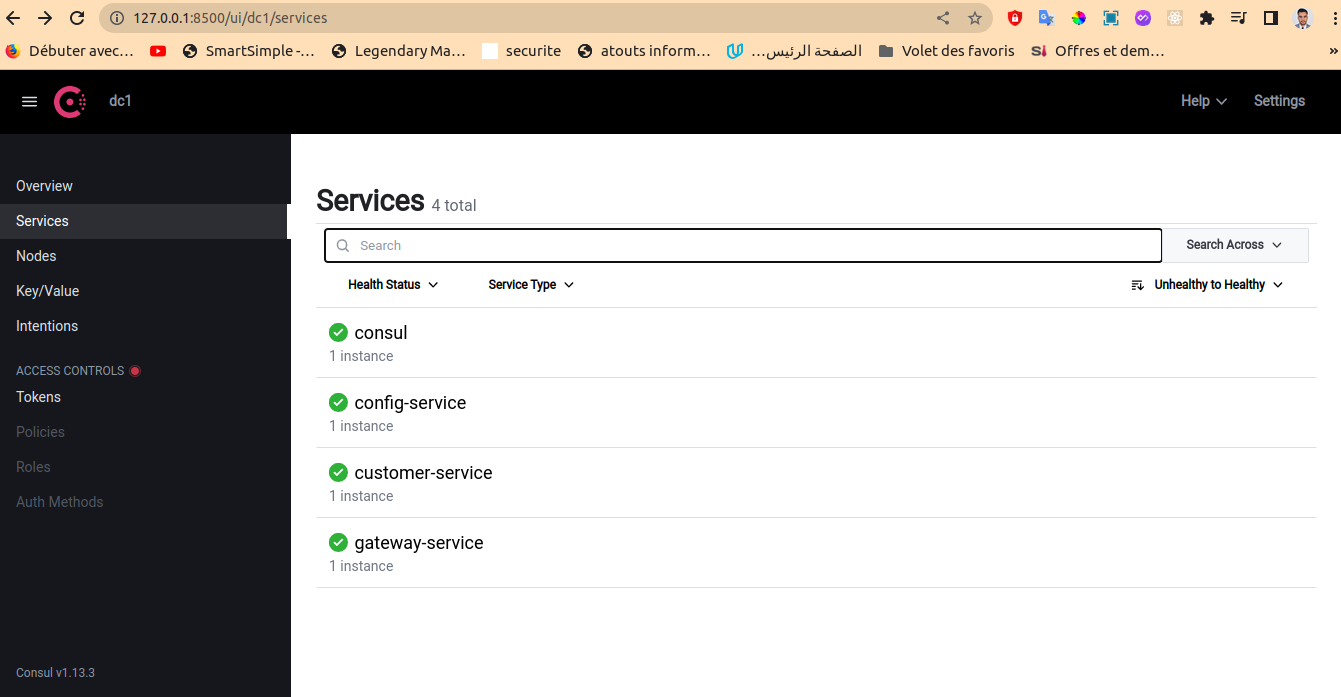 127.0.0.1:8500/ui/dc1/services
Débuter avec... SmartSimple -... Legendary Ma... securite atouts inform... الصفحة الرئيس... Volet des favoris Offres et dem... »
dc1 Help Settings
Overview
Services
Nodes
Key/Value
Intentions
ACCESS CONTROLS
Tokens
Policies
Roles
Auth Methods
Consul v1.13.3
Services 4 total
Search Search Across
Health Status Service Type Unhealthy to Healthy
consul
1 instance
config-service
1 instance
customer-service
1 instance
gateway-service
1 instance